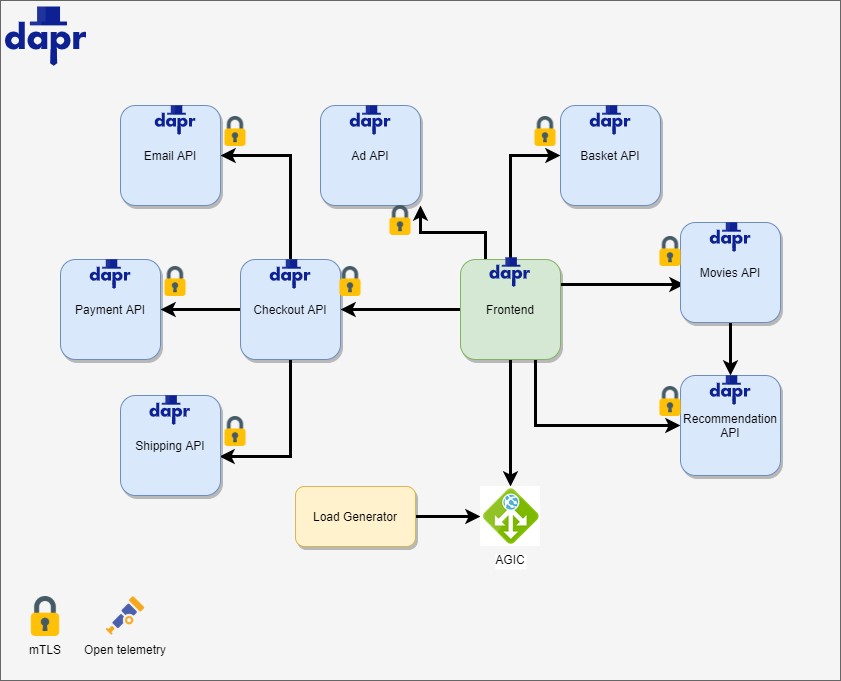 dapr
dapr
Email API
dapr
Ad API
dapr
Basket API
dapr
Movies API
dapr
Payment API
dapr
Checkout API
dapr
Frontend
dapr
Shipping API
dapr
Recommendation
API
Load Generator
AGIC
mTLS
Open telemetry